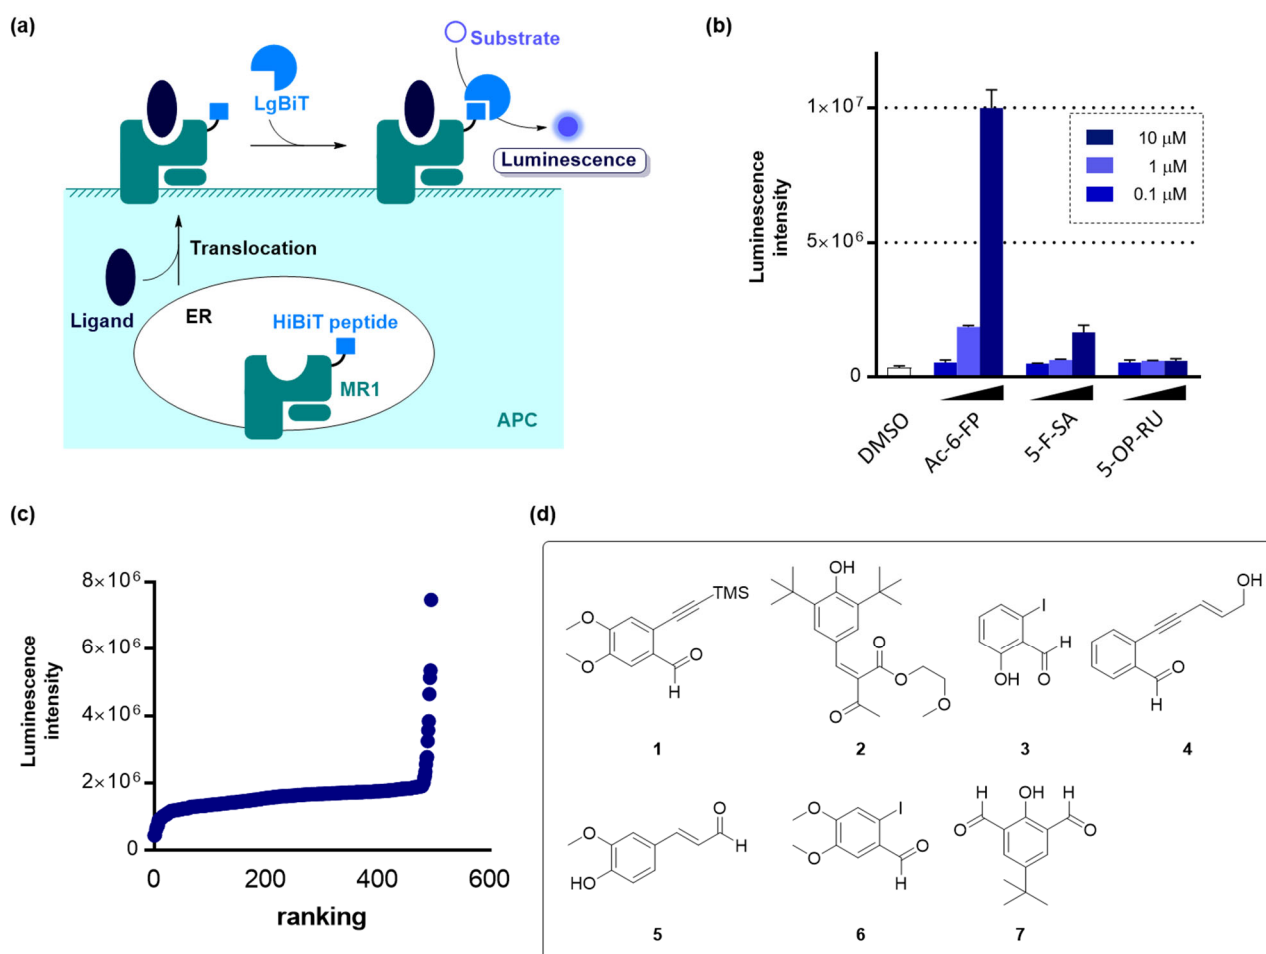 (a)
Substrate
LgBiT
Luminescence
Translocation
Ligand
ER
HiBiT peptide
MR1
APC
(b)
Luminescence
intensity
1×10⁷
5×10⁶
0
10 μM
1 μM
0.1 μM
DMSO
Ac-6-FP
5-F-SA
5-OP-RU
(c)
Luminescence
intensity
8×10⁶
6×10⁶
4×10⁶
2×10⁶
0
0 200 400 600
ranking
(d)
TMS
O
O
O
H
1
OH
O
O
O
O
2
I
H
OH
O
3
OH
O
H
4
O
O
H
HO
5
O
I
O
O
H
6
H
OH
H
O
O
7